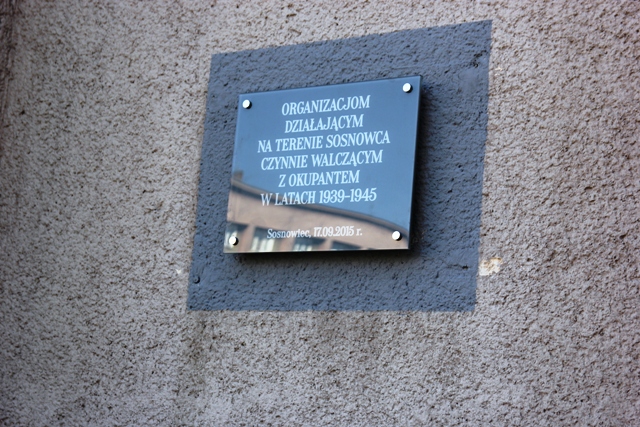 ORGANIZACJOM
DZIAŁAJĄCYM
NA TERENIE SOSNOWCA
CZYNNIE WALCZĄCYM
Z OKUPANTEM
W LATACH 1939-1945
Sosnowiec, 17.09.2015 r.